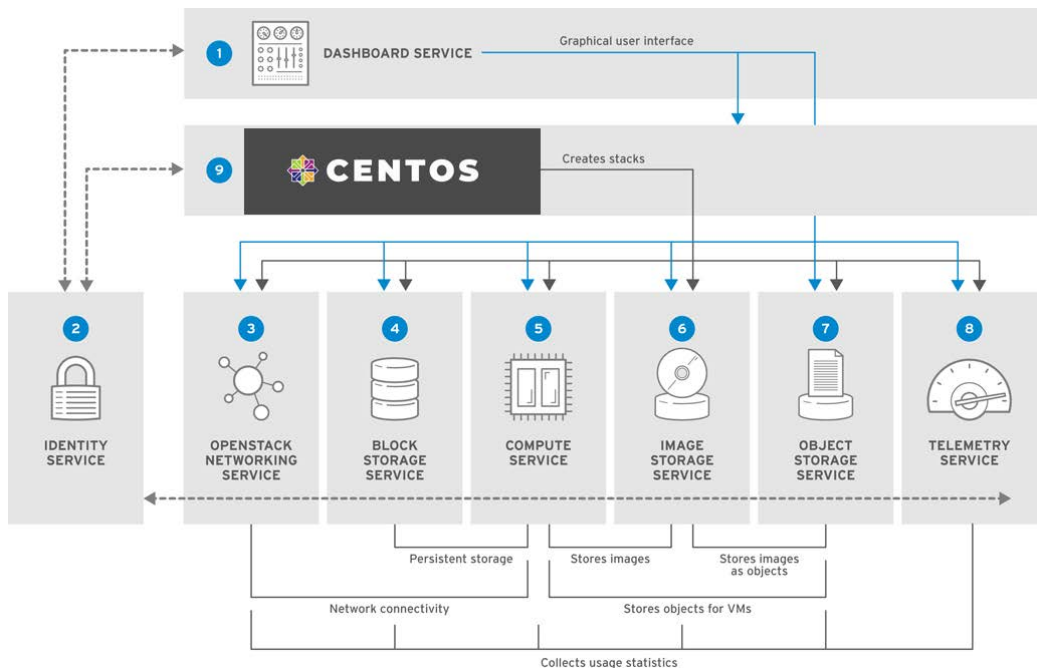 1
DASHBOARD SERVICE
Graphical user interface
9
CENTOS
Creates stacks
2
IDENTITY
SERVICE
3
OPENSTACK
NETWORKING
SERVICE
4
BLOCK
STORAGE
SERVICE
5
COMPUTE
SERVICE
6
IMAGE
STORAGE
SERVICE
7
OBJECT
STORAGE
SERVICE
8
TELEMETRY
SERVICE
Persistent storage
Stores images
Stores images
as objects
Network connectivity
Stores objects for VMs
Collects usage statistics